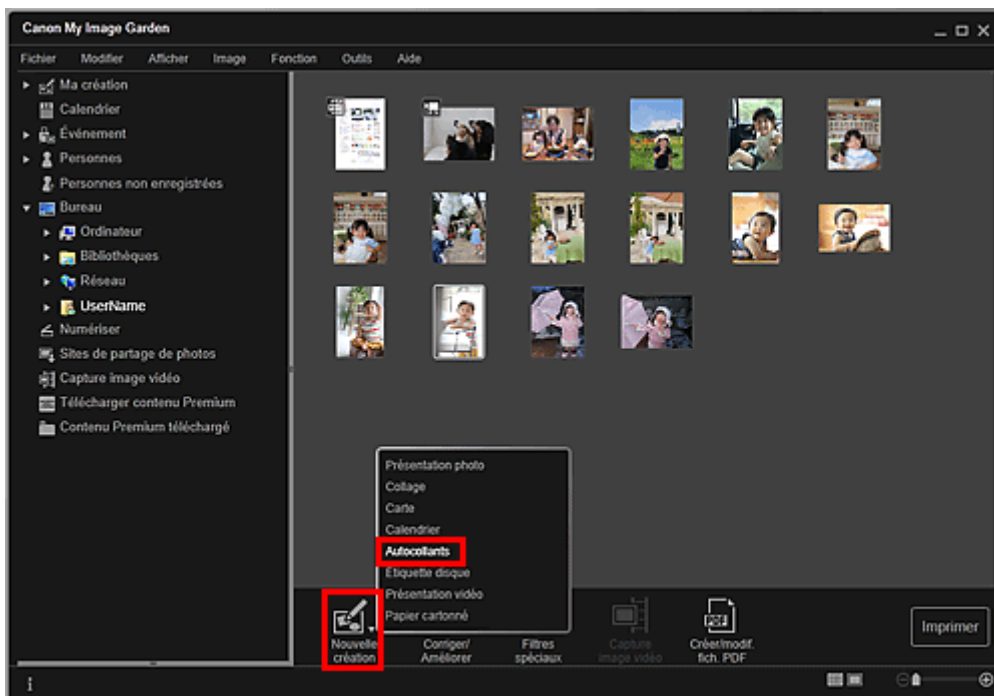 Canon My Image Garden
Fichier Modifier Afficher Image Fonction Outils Aide
Ma création
Calendrier
Événement
Personnes
Personnes non enregistrées
Bureau
Ordinateur
Bibliothèques
Réseau
UserName
Numériser
Sites de partage de photos
Capture image vidéo
Télécharger contenu Premium
Contenu Premium téléchargé
Présentation photo
Collage
Carte
Calendrier
Autocollants
Étiquette disque
Présentation vidéo
Papier cartonné
Nouvelle
création
Corriger/
Améliorer
Filtres
spéciaux
Capture
image vidéo
PDF
Créer/modif.
fich. PDF
Imprimer